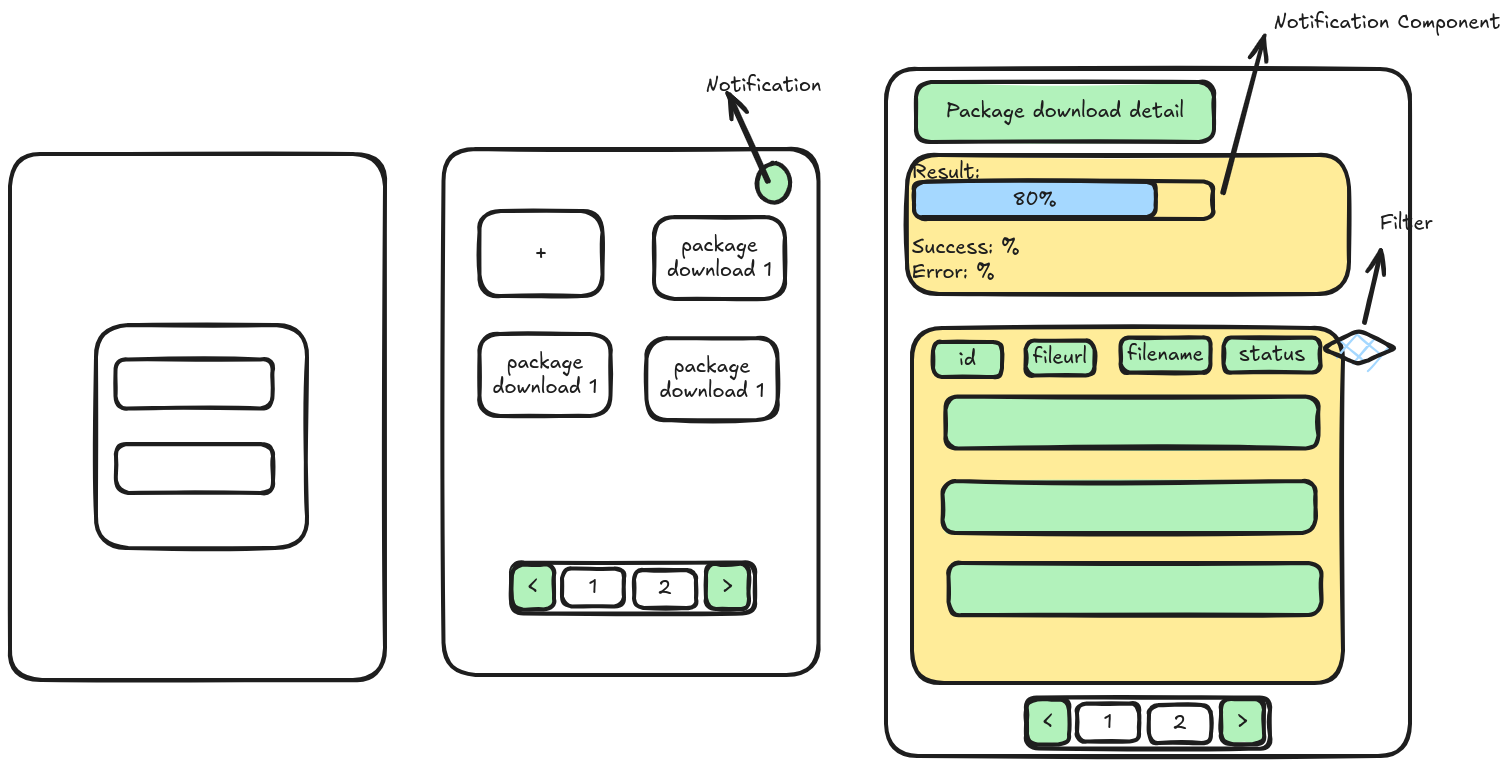 Notification Component
Notification
Package download detail
Result:
80%
Success: %
Error: %
Filter
+
package
download 1
package
download 1
package
download 1
<
1
2
>
id
fileurl
filename
status
<
1
2
>